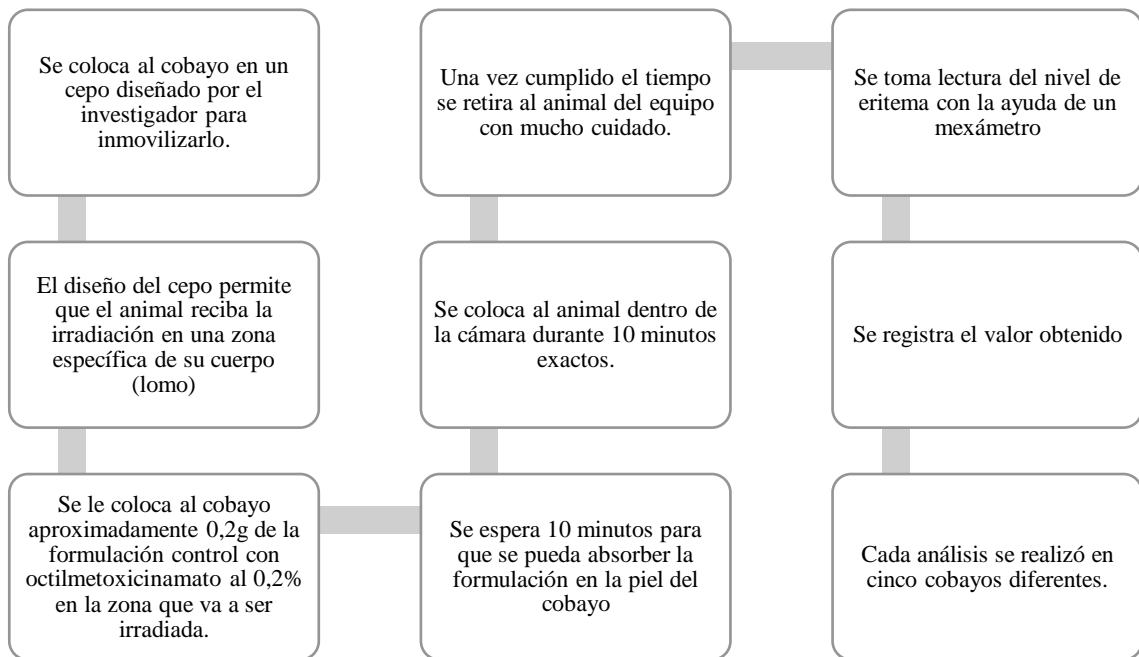 Se coloca al cobayo en un
cepo diseñado por el
investigador para
inmovilizarlo.
El diseño del cepo permite
que el animal reciba la
irradiación en una zona
específica de su cuerpo
(lomo)
Se le coloca al cobayo
aproximadamente 0,2g de la
formulación control con
octilmetoxicinamato al 0,2%
en la zona que va a ser
irradiada.
Se espera 10 minutos para
que se pueda absorber la
formulación en la piel del
cobayo
Se coloca al animal dentro de
la cámara durante 10 minutos
exactos.
Una vez cumplido el tiempo
se retira al animal del equipo
con mucho cuidado.
Se toma lectura del nivel de
eritema con la ayuda de un
mexámetro
Se registra el valor obtenido
Cada análisis se realizó en
cinco cobayos diferentes.